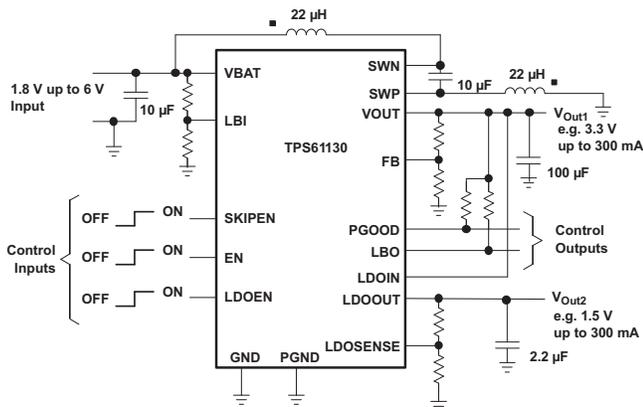 22 µH
1.8 V up to 6 V
Input
10 µF
VBAT
LBI
TPS61130
SWN
10 µF
22 µH
SWP
VOUT
VOut1
e.g. 3.3 V
up to 300 mA
100 µF
FB
Control
Inputs
OFF ON
SKIPEN
OFF ON
EN
OFF ON
LDOEN
PGOOD
LBO
Control
Outputs
LDOIN
LDOOUT
VOut2
e.g. 1.5 V
up to 300 mA
LDOSENSE
2.2 µF
GND PGND